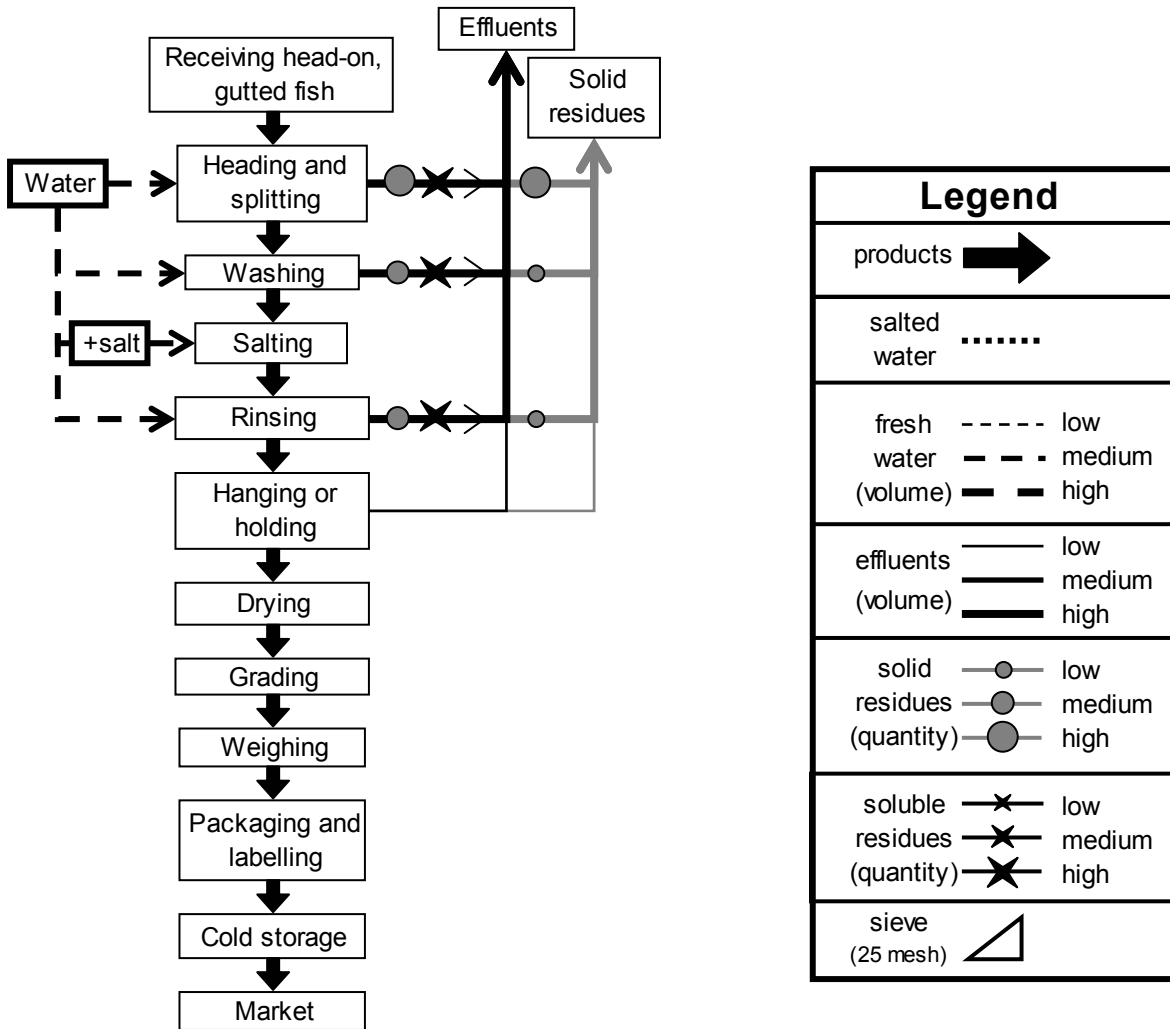 Effluents
Receiving head-on,
gutted fish
Solid
residues
Water
Heading and
splitting
Washing
+salt
Salting
Rinsing
Hanging or
holding
Drying
Grading
Weighing
Packaging and
labelling
Cold storage
Market
Legend
products
salted
water
fresh
water
(volume)
low
medium
high
effluents
(volume)
low
medium
high
solid
residues
(quantity)
low
medium
high
soluble
residues
(quantity)
low
medium
high
sieve
(25 mesh)